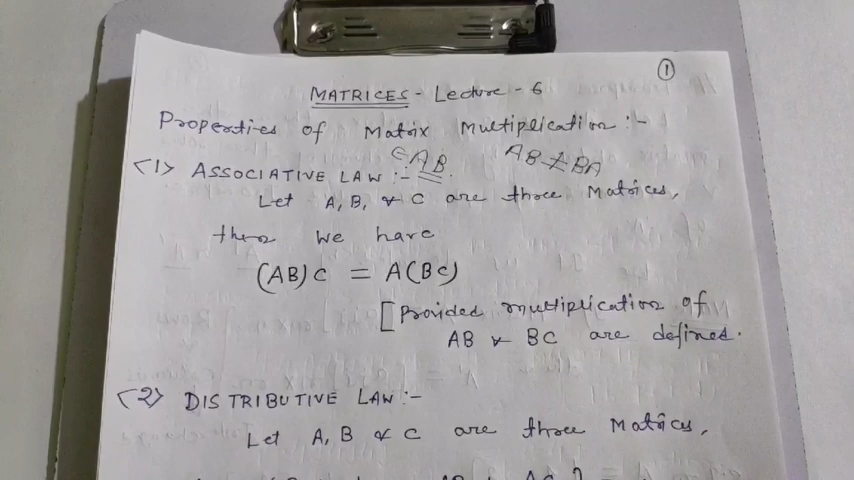 ①
MATRICES - Lecture - 6
Properties of Matrix Multiplication :-
AB AB ≠ BA
(1) ASSOCIATIVE LAW :-
Let A, B, & C are three Matrices,
then we have
(AB)C = A(BC)
[Provided multiplication of
AB & BC are defined.
(2) DISTRIBUTIVE LAW :-
Let A, B & C are three Matrices,